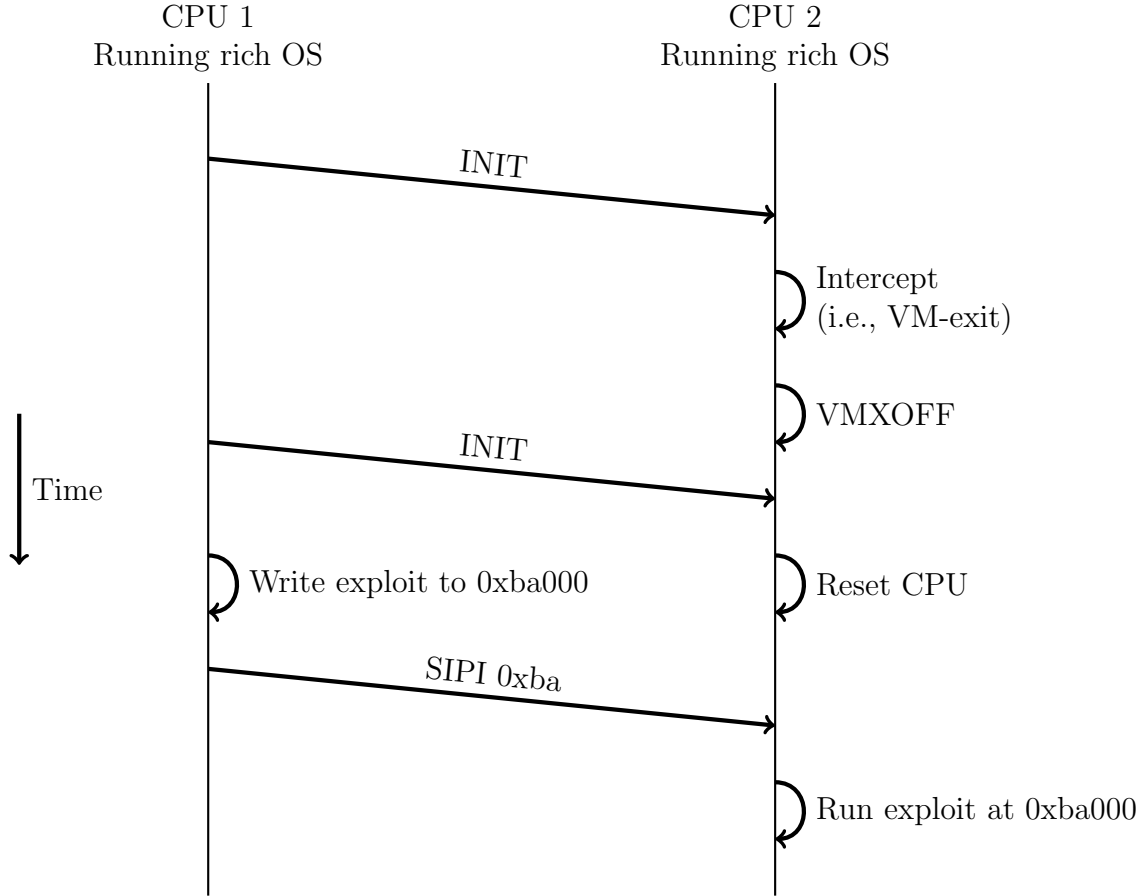 CPU 1
Running rich OS
CPU 2
Running rich OS
INIT
Intercept
(i.e., VM-exit)
VMXOFF
INIT
Time
Write exploit to 0xba000
Reset CPU
SIPI 0xba
Run exploit at 0xba000